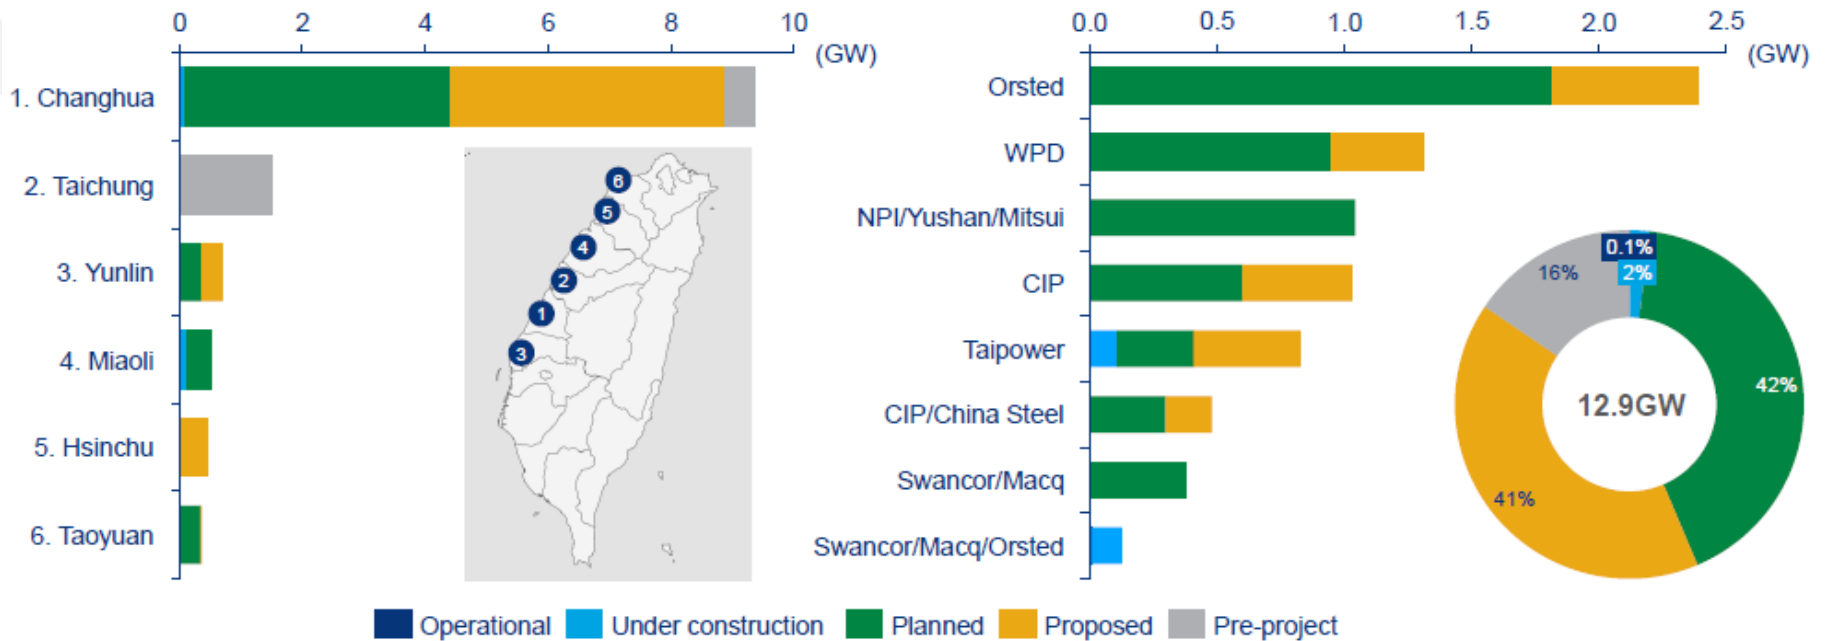 0 2 4 6 8 10
(GW)
1. Changhua
2. Taichung
3. Yunlin
4. Miaoli
5. Hsinchu
6. Taoyuan
6
5
4
2
1
3
0.0 0.5 1.0 1.5 2.0 2.5
(GW)
Orsted
WPD
NPI/Yushan/Mitsui
CIP
Taipower
CIP/China Steel
Swancor/Macq
Swancor/Macq/Orsted
0.1%
2%
16%
42%
12.9GW
41%
Operational Under construction Planned Proposed Pre-project